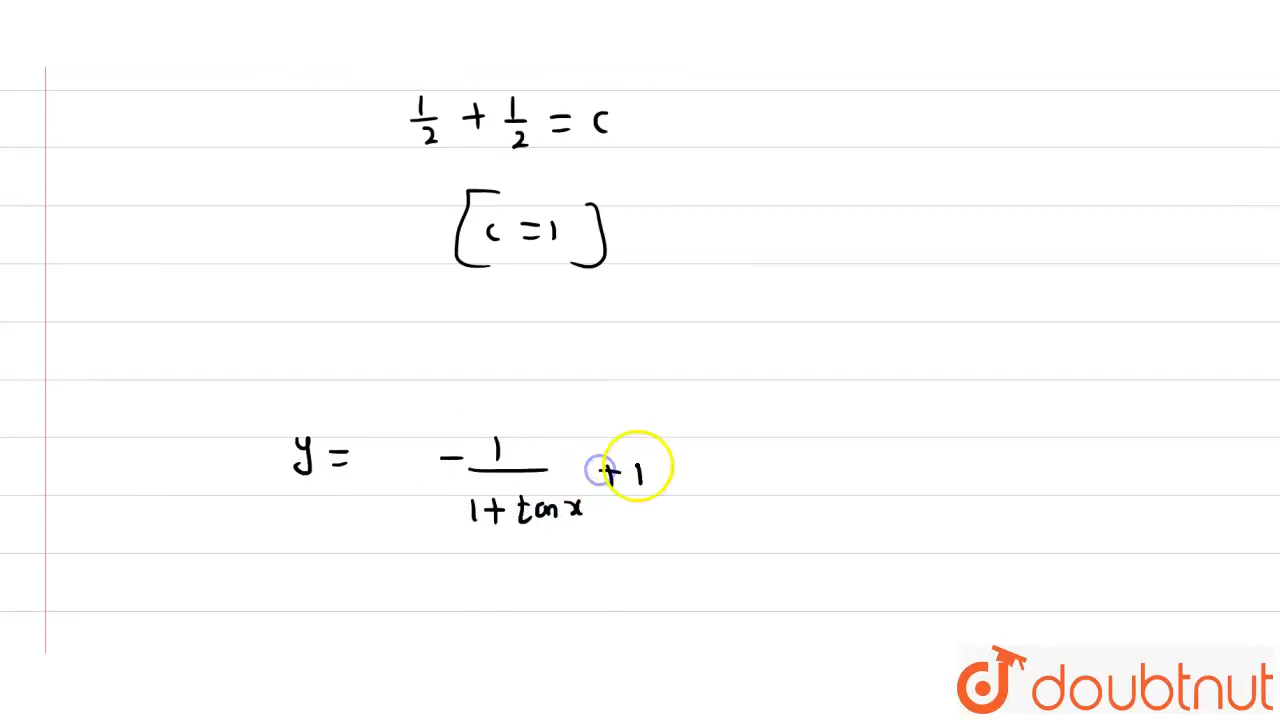 1/2 + 1/2 = c
[c = 1]
y = - 1/(1 + tan x) + 1
doubtnut